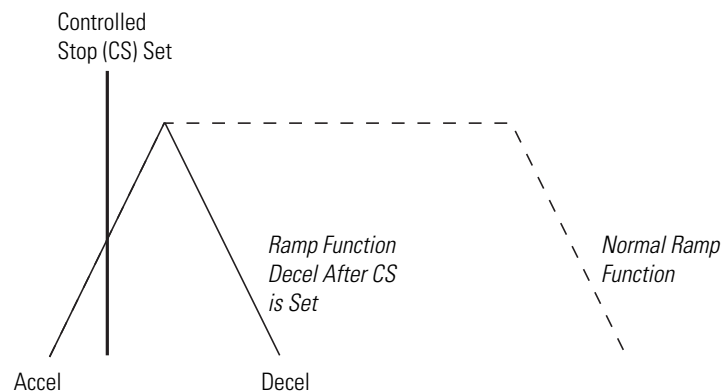 Controlled
Stop (CS) Set
Ramp Function
Decel After CS
is Set
Normal Ramp
Function
Accel
Decel